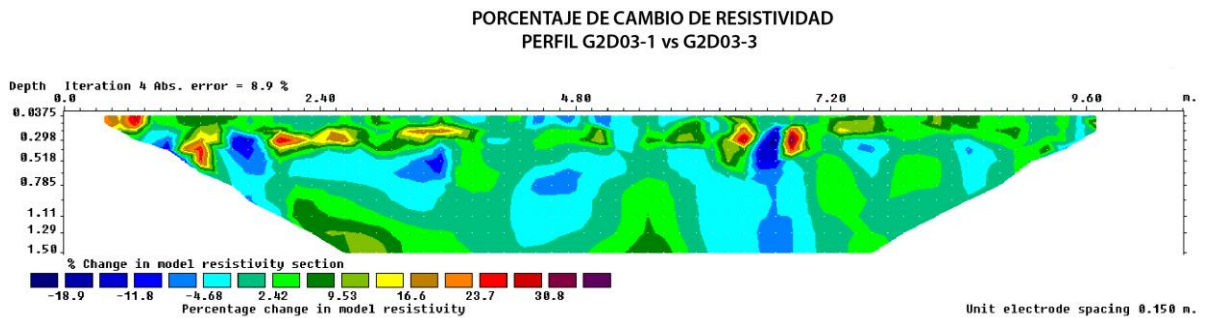 PORCENTAJE DE CAMBIO DE RESISTIVIDAD
PERFIL G2D03-1 vs G2D03-3
Depth Iteration 4 Abs. error = 8.9 %
0.0 2.40 4.80 7.20 9.60 m.
0.0375
0.298
0.518
0.785
1.11
1.29
1.50
% Change in model resistivity section
-18.9 -11.8 -4.68 2.42 9.53 16.6 23.7 30.8
Percentage change in model resistivity
Unit electrode spacing 0.150 m.